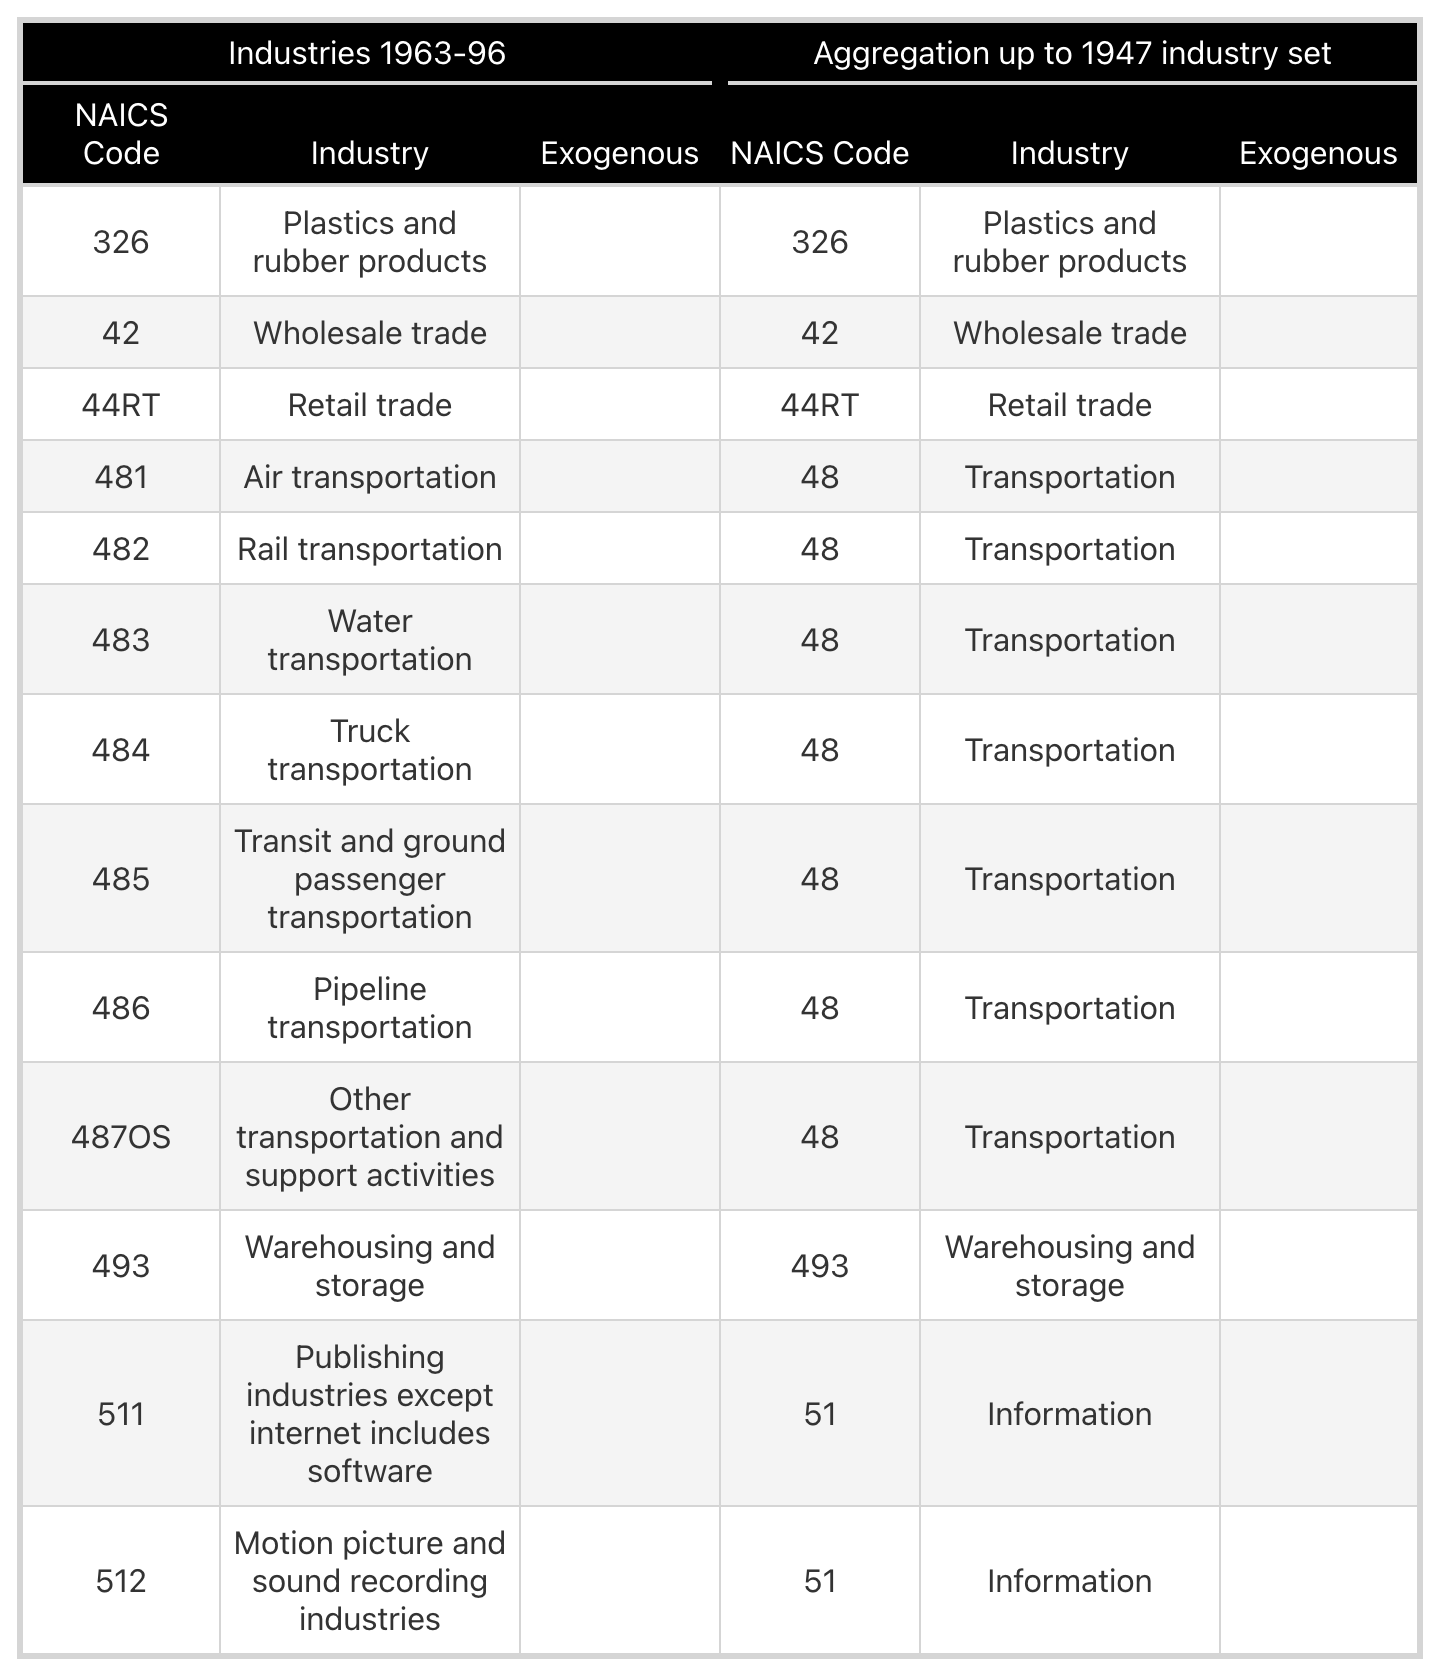 Industries 1963-96 Aggregation up to 1947 industry set
NAICS
Code Industry Exogenous NAICS Code Industry Exogenous
326 Plastics and
rubber products 326 Plastics and
rubber products
42 Wholesale trade 42 Wholesale trade
44RT Retail trade 44RT Retail trade
481 Air transportation 48 Transportation
482 Rail transportation 48 Transportation
483 Water
transportation 48 Transportation
484 Truck
transportation 48 Transportation
485 Transit and ground
passenger
transportation 48 Transportation
486 Pipeline
transportation 48 Transportation
487OS Other
transportation and
support activities 48 Transportation
493 Warehousing and
storage 493 Warehousing and
storage
511 Publishing
industries except
internet includes
software 51 Information
512 Motion picture and
sound recording
industries 51 Information